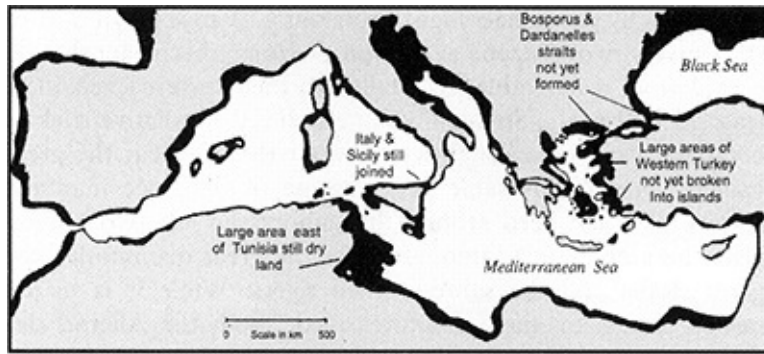 Bosporus &
Dardanelles
straits
not yet
formed
Black Sea
Italy &
Sicily still
joined
Large areas of
Western Turkey
not yet broken
Into islands
Large area east
of Tunisia still dry
land
Mediterranean Sea
0 Scale in km 500